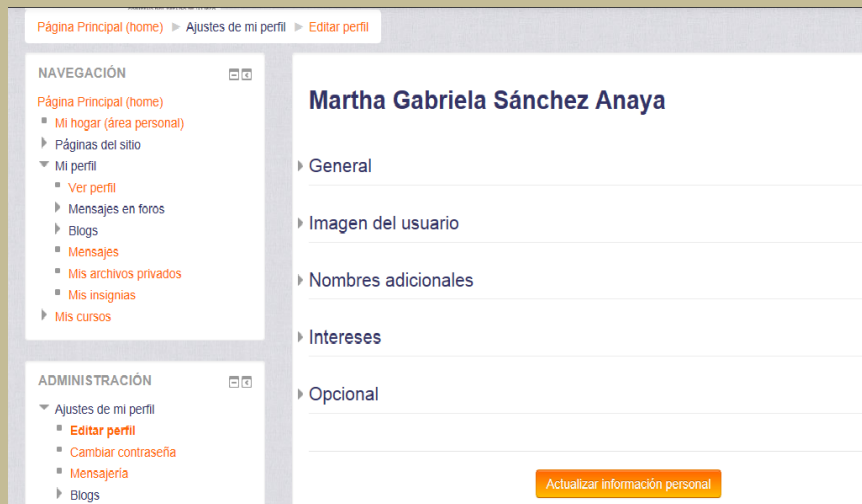 Página Principal (home) Ajustes de mi perfil Editar perfil
NAVEGACIÓN
Página Principal (home)
Mi hogar (área personal)
Páginas del sitio
Mi perfil
Ver perfil
Mensajes en foros
Blogs
Mensajes
Mis archivos privados
Mis insignias
Mis cursos
ADMINISTRACIÓN
Ajustes de mi perfil
Editar perfil
Cambiar contraseña
Mensajería
Blogs
Martha Gabriela Sánchez Anaya
General
Imagen del usuario
Nombres adicionales
Intereses
Opcional
Actualizar información personal